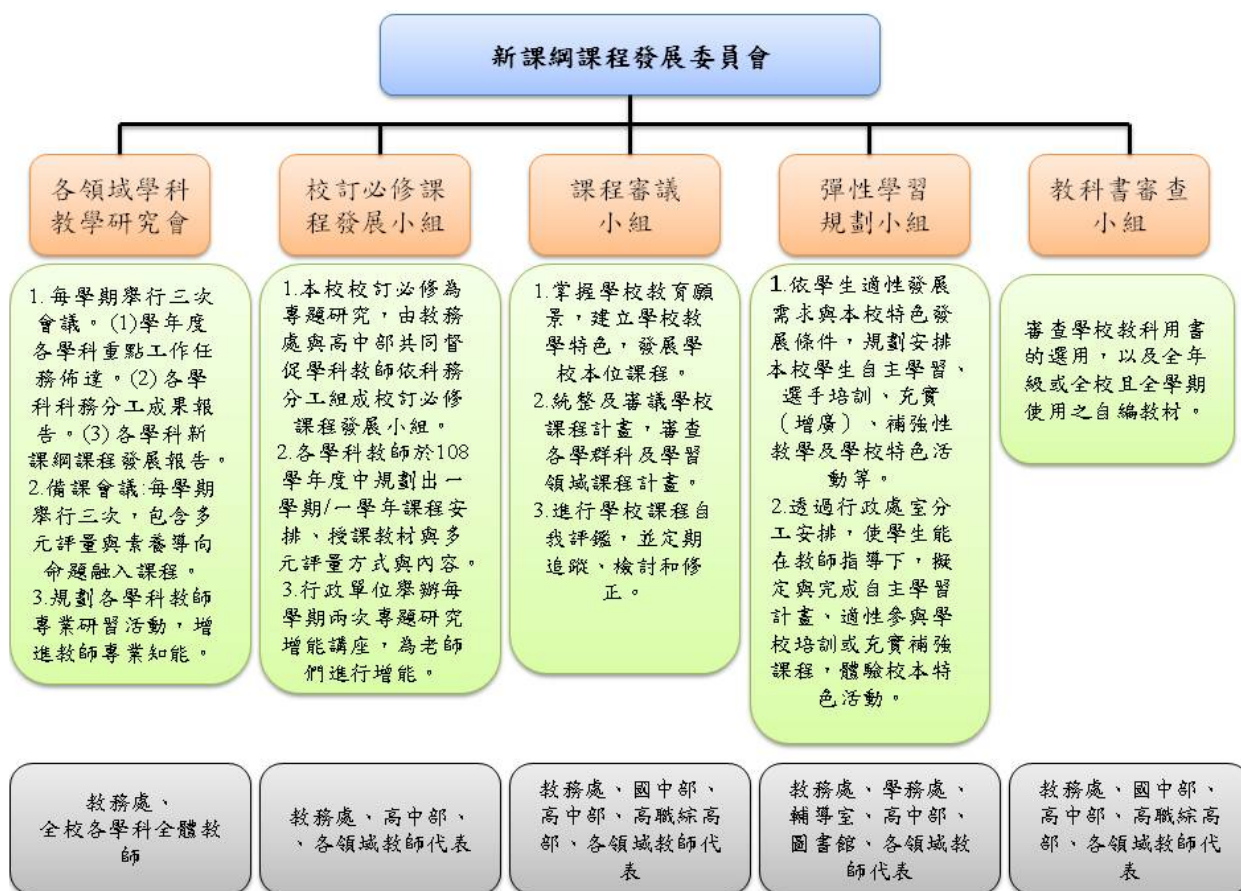 新課綱課程發展委員會
各領域學科
教學研究會
校訂必修課
程發展小組
課程審議
小組
彈性學習
規劃小組
教科書審查
小組
1.每學期舉行三次
會議。(1)學年度
各學科重點工作任
務佈達。(2)各學
科科務分工成果報
告。(3)各學科新
課綱課程發展報告。
2.備課會議:每學期
舉行三次，包含多
元評量與素養導向
命題融入課程。
3.規劃各學科教師
專業研習活動，增
進教師專業知能。
1.本校校訂必修為
專題研究，由教務
處與高中部共同督
促學科教師依科務
分工組成校訂必修
課程發展小組。
2.各學科教師於108
學年度中規劃出一
學期/一學年課程安
排、授課教材與多
元評量方式與內容。
3.行政單位舉辦每
學期兩次專題研究
增能講座，為老師
們進行增能。
1.掌握學校教育願
景，建立學校教
學特色，發展學
校本位課程。
2.統整及審議學校
課程計畫，審查
各學群科及學習
領域課程計畫。
3.進行學校課程自
我評鑑，並定期
追蹤、檢討和修
正。
1.依學生適性發展
需求與本校特色發
展條件，規劃安排
本校學生自主學習、
選手培訓、充實
（增廣）、補強性
教學及學校特色活
動等。
2.透過行政處室分
工安排，使學生能
在教師指導下，擬
定與完成自主學習
計畫、適性參與學
校培訓或充實補強
課程，體驗校本特
色活動。
審查學校教科用書
的選用，以及全年
級或全校且全學期
使用之自編教材。
教務處、
全校各學科全體教
師
教務處、高中部、
、各領域教師代表
教務處、國中部、
高中部、高職綜高
部、各領域教師代
表
教務處、學務處、
輔導室、高中部、
圖書館、各領域教
師代表
教務處、國中部、
高中部、高職綜高
部、各領域教師代
表